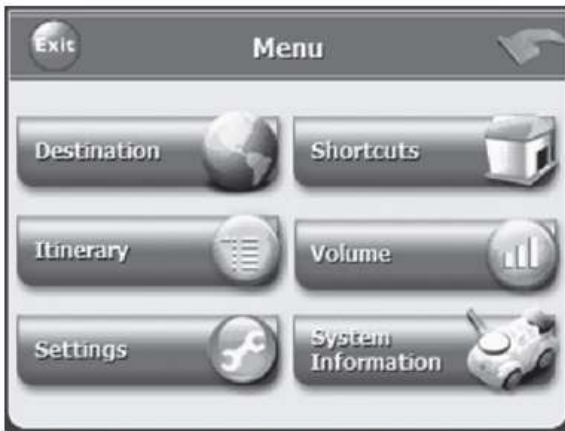 Exit
Menu
Destination
Shortcuts
Itinerary
Volume
Settings
System
Information